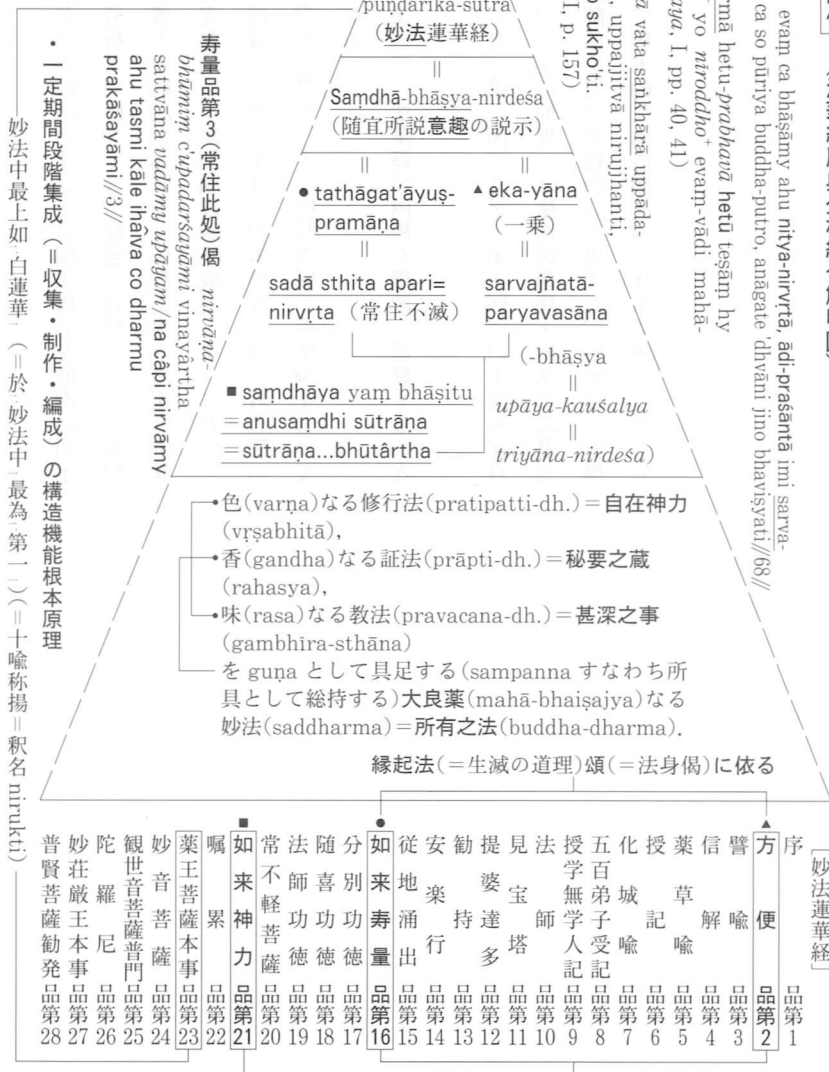 puṇḍarīka-sūtra
(妙法蓮華経)
||
Saṃdhā-bhāṣya-nirdeśa
(随宜所説意趣の説示)
|| ||
● tathāgat'āyuṣ-
pramāṇa
▲ eka-yāna
(一乗)
|| ||
sadā sthita apari=
nirvṛta (常住不滅)
sarvajñatā-
paryavasāna
(-bhāṣya
||
upāya-kauśalya
||
triyāna-nirdeśa)
■ saṃdhāya yaṃ bhāṣitu
=anusaṃdhi sūtrāṇa
=sūtrāṇa...bhūtârtha
evaṃ ca bhāṣāmy ahu nitya-nirvṛtā, ādi-praśāntā imi sarva-
ca so pūriya buddha-putro, anāgate 'dhvāni jino bhaviṣyati//68//
rmā hetu-prabhavā hetū teṣāṃ hy
yo niroddho⁺ evaṃ-vādi mahā-
aya, I, pp. 40, 41)
ā vata saṅkhārā uppāda-
, uppajjitvā nirujjhanti,
o sukho'ti.
I, p. 157)
寿量品第3(常住此処)偈 nirvāṇa-
bhūmiṃ c'upadarśayāmi vinayârtha
sattvāna vadāmy upāyam/na câpi nirvāmy
ahu tasmi kāle ihâiva co dharmu
prakāśayāmi//3//
・一定期間段階集成(=収集・制作・編成)の構造機能根本原理
妙法中最上如二白蓮華一(=於二妙法中一最為二第一一)(=十喩称揚=釈名 nirukti)
・色(varṇa)なる修行法(pratipatti-dh.)=自在神力
(vṛṣabhitā),
・香(gandha)なる証法(prāpti-dh.)=秘要之蔵
(rahasya),
・味(rasa)なる教法(pravacana-dh.)=甚深之事
(gambhīra-sthāna)
を guṇa として具足する(sampanna すなわち所
具として総持する)大良薬(mahā-bhaiṣajya)なる
妙法(saddharma)=所有之法(buddha-dharma).
縁起法(=生滅の道理)頌(=法身偈)に依る
[妙法蓮華経]
序品第1
▲ 方便品第2
譬喩品第3
信解品第4
薬草喩品第5
授記品第6
化城喩品第7
五百弟子受記品第8
授学無学人記品第9
法師品第10
見宝塔品第11
提婆達多品第12
勧持品第13
安楽行品第14
従地涌出品第15
● 如来寿量品第16
分別功徳品第17
随喜功徳品第18
法師功徳品第19
常不軽菩薩品第20
■ 如来神力品第21
嘱累品第22
薬王菩薩本事品第23
妙音菩薩品第24
観世音菩薩普門品第25
陀羅尼品第26
妙荘厳王本事品第27
普賢菩薩勧発品第28